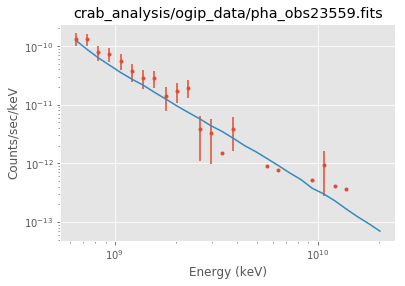 crab_analysis/ogip_data/pha_obs23559.fits
Counts/sec/keV
10⁻¹⁰
10⁻¹¹
10⁻¹²
10⁻¹³
10⁹
10¹⁰
Energy (keV)